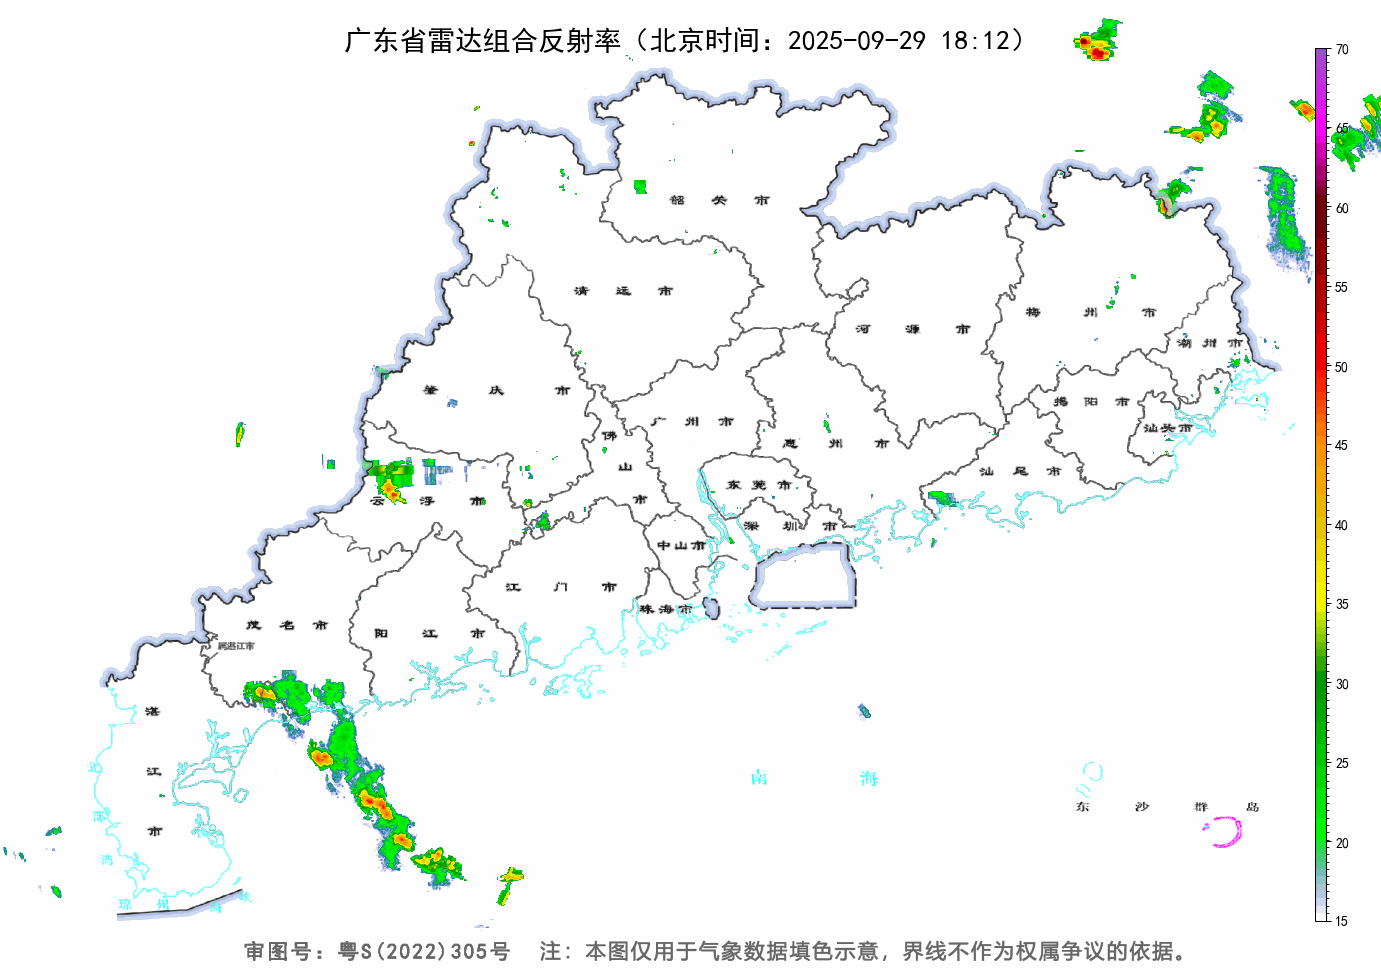 广东省雷达组合反射率（北京时间：2025-09-29 18:12）
70
65
60
55
50
45
40
35
30
25
20
15
韶关市
清远市
河源市
梅州市
潮州市
肇庆市
揭阳市
汕头市
广州市
佛山市
惠州市
汕尾市
东莞市
云浮市
深圳市
中山市
江门市
珠海市
茂名市
阳江市
属湛江市
湛江市
北部湾
南海
东沙群岛
琼州海峡
审图号：粤S(2022)305号 注：本图仅用于气象数据填色示意，界线不作为权属争议的依据。